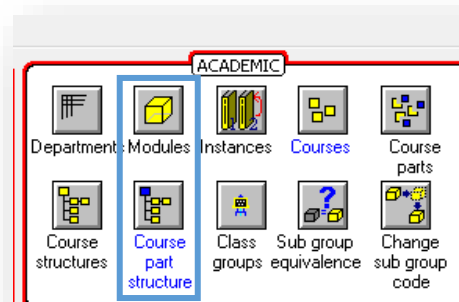 ACADEMIC
Departments Modules Instances Courses Course parts
Course structures Course part structure Class groups Sub group equivalence Change sub group code